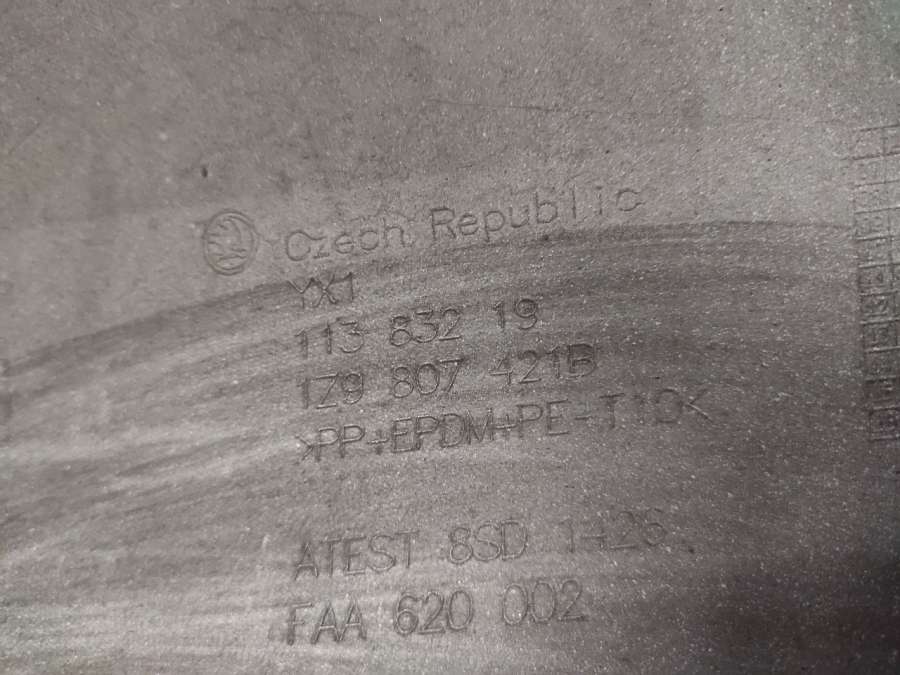 Czech Republic
YX1
113 832 19
1Z9 807 421B
>PP+EPDM+PE-T10<
ATEST 8SD 1426
FAA 620 002